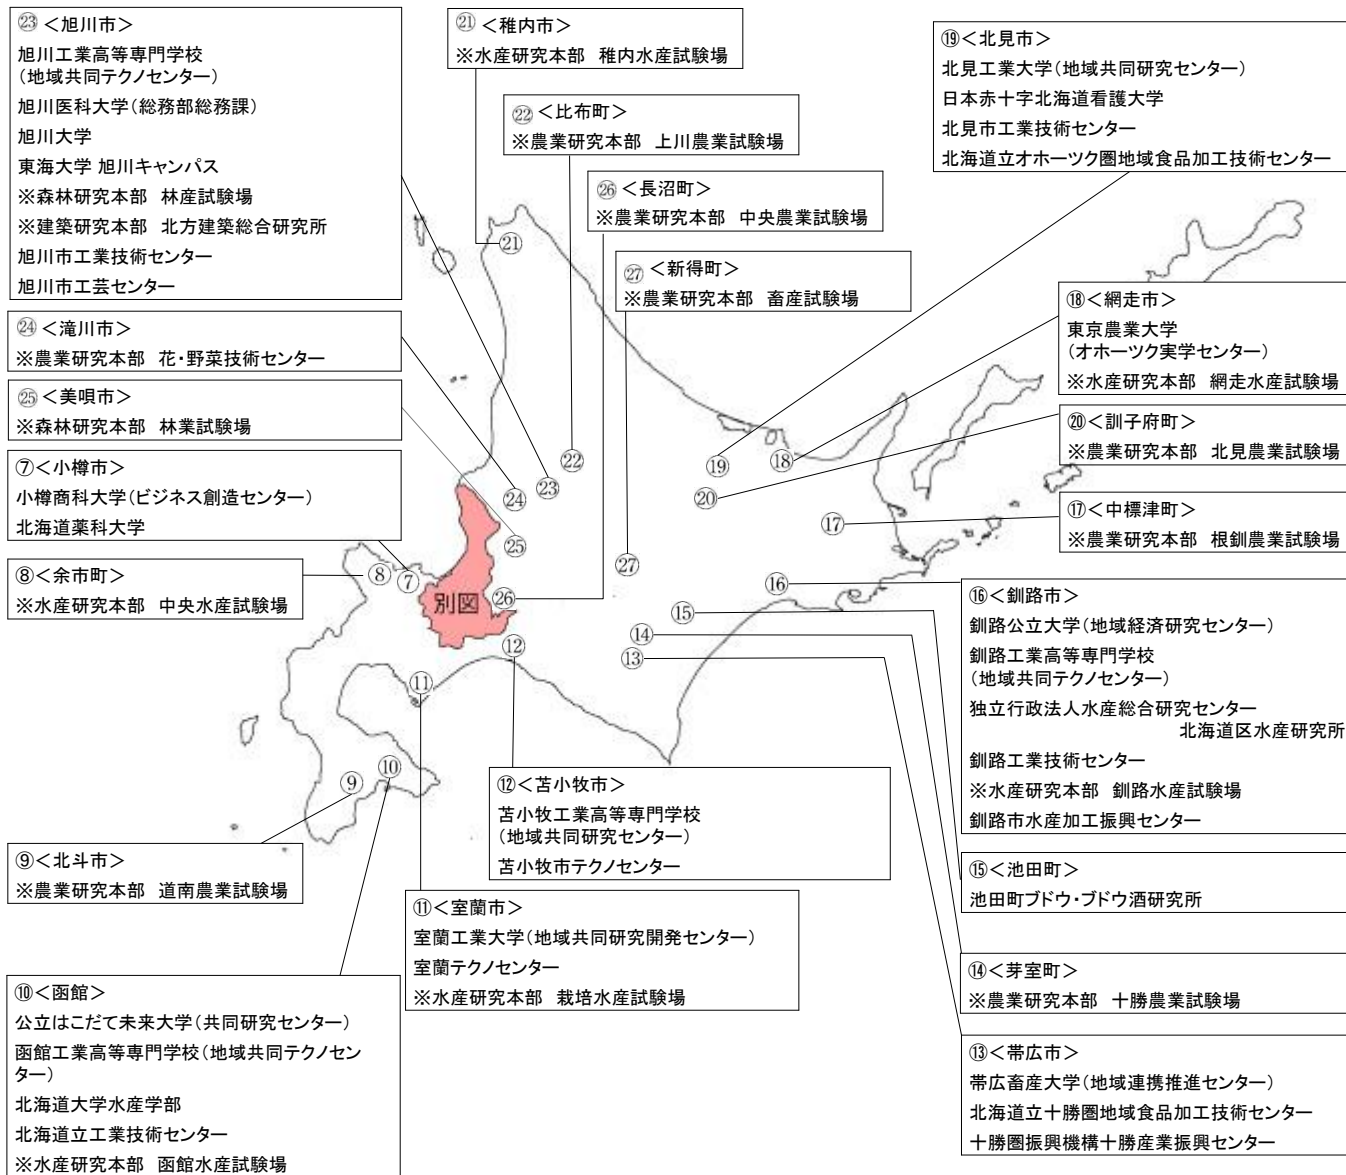 ㉓ <旭川市>
旭川工業高等専門学校
(地域共同テクノセンター)
旭川医科大学(総務部総務課)
旭川大学
東海大学 旭川キャンパス
※森林研究本部 林産試験場
※建築研究本部 北方建築総合研究所
旭川市工業技術センター
旭川市工芸センター
㉔ <滝川市>
※農業研究本部 花・野菜技術センター
㉕ <美唄市>
※森林研究本部 林業試験場
⑦<小樽市>
小樽商科大学(ビジネス創造センター)
北海道薬科大学
⑧<余市町>
※水産研究本部 中央水産試験場
㉑ <稚内市>
※水産研究本部 稚内水産試験場
㉒ <比布町>
※農業研究本部 上川農業試験場
㉖ <長沼町>
※農業研究本部 中央農業試験場
㉗ <新得町>
※農業研究本部 畜産試験場
⑲<北見市>
北見工業大学(地域共同研究センター)
日本赤十字北海道看護大学
北見市工業技術センター
北海道立オホーツク圏地域食品加工技術センター
⑱<網走市>
東京農業大学
(オホーツク実学センター)
※水産研究本部 網走水産試験場
⑳<訓子府町>
※農業研究本部 北見農業試験場
⑰<中標津町>
※農業研究本部 根釧農業試験場
⑯<釧路市>
釧路公立大学(地域経済研究センター)
釧路工業高等専門学校
(地域共同テクノセンター)
独立行政法人水産総合研究センター
北海道区水産研究所
釧路工業技術センター
※水産研究本部 釧路水産試験場
釧路市水産加工振興センター
⑮<池田町>
池田町ブドウ・ブドウ酒研究所
⑭<芽室町>
※農業研究本部 十勝農業試験場
⑬<帯広市>
帯広畜産大学(地域連携推進センター)
北海道立十勝圏地域食品加工技術センター
十勝圏振興機構十勝産業振興センター
⑫<苫小牧市>
苫小牧工業高等専門学校
(地域共同研究センター)
苫小牧市テクノセンター
⑪<室蘭市>
室蘭工業大学(地域共同研究開発センター)
室蘭テクノセンター
※水産研究本部 栽培水産試験場
⑨<北斗市>
※農業研究本部 道南農業試験場
⑩<函館>
公立はこだて未来大学(共同研究センター)
函館工業高等専門学校(地域共同テクノセン
ター)
北海道大学水産学部
北海道立工業技術センター
※水産研究本部 函館水産試験場
㉑
㉒
㉓
㉔
㉕
⑲
⑱
⑳
⑰
㉗
⑯
⑧
⑦
別図
㉖
⑮
⑭
⑬
⑫
⑪
⑩
⑨